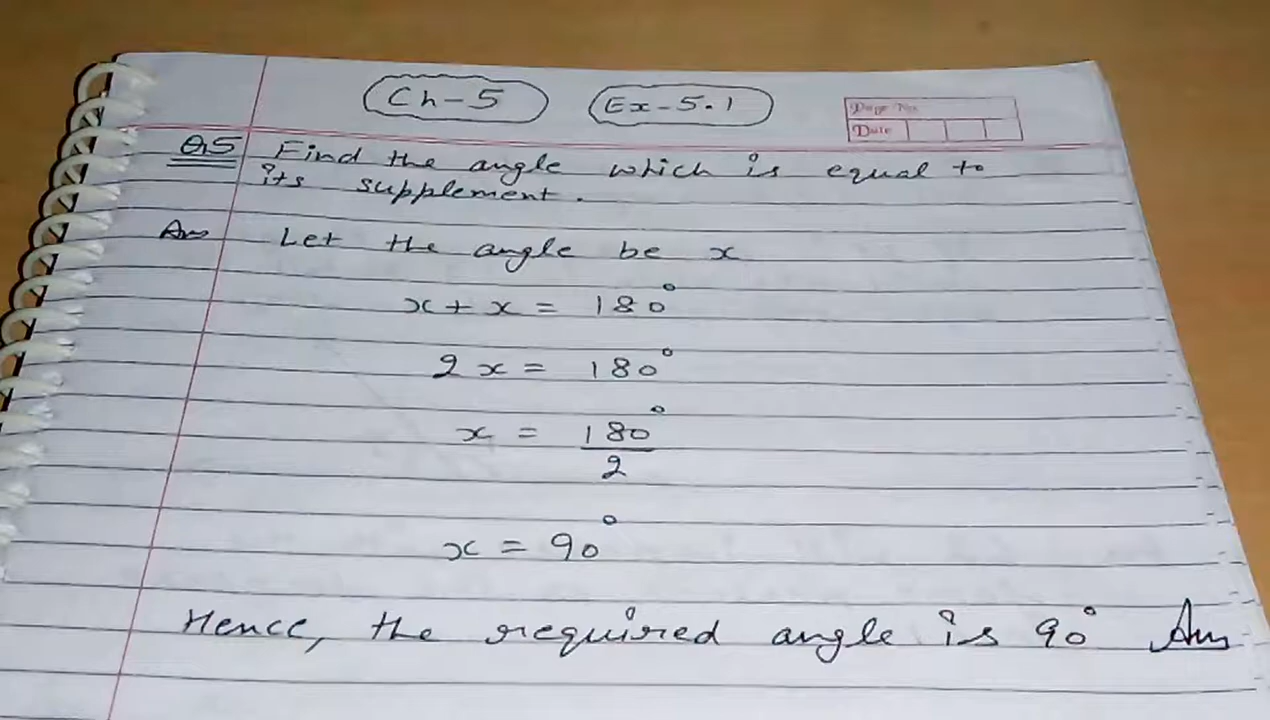 Ch-5 Ex-5.1
Page No.
Date
Q.5 Find the angle which is equal to
its supplement.
Ans Let the angle be x
x + x = 180°
2x = 180°
x = 180°/2
x = 90°
Hence, the required angle is 90° Ans